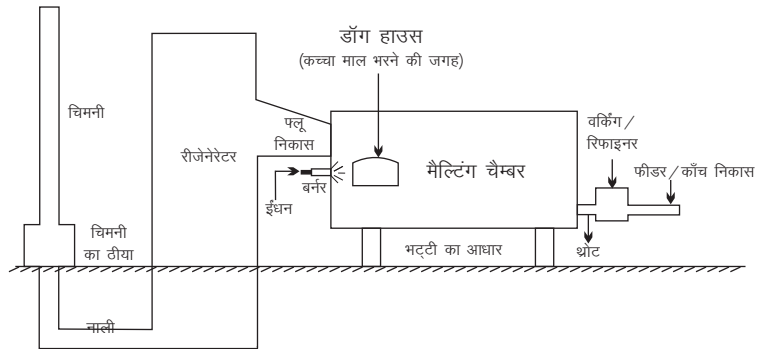 डॉग हाउस
(कच्चा माल भरने की जगह)
चिमनी
फ्लू
निकास
रीजेनेरेटर
वर्किंग /
रिफाइनर
मैल्टिंग चैम्बर
फीडर / काँच निकास
बर्नर
ईंधन
चिमनी
का ठीया
भट्टी का आधार
थ्रोट
नाली